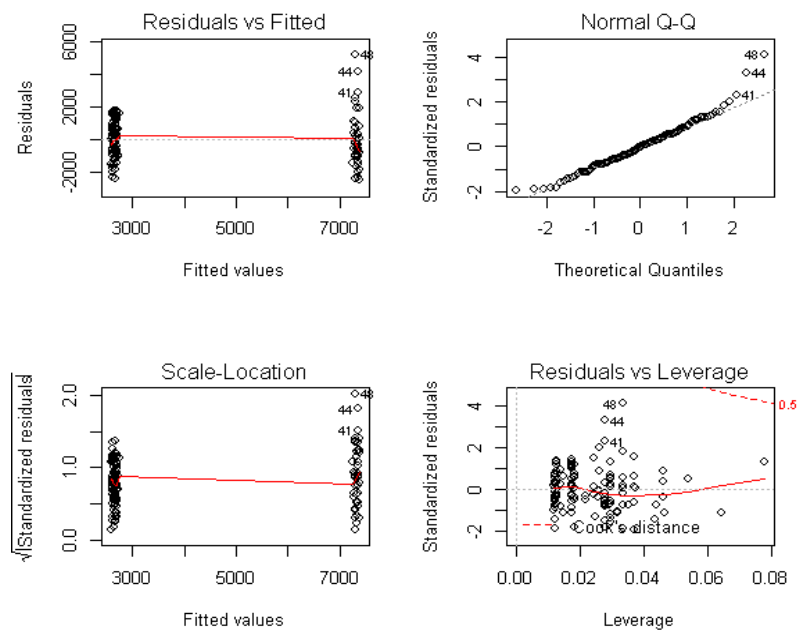 Residuals vs Fitted
Residuals
-2000 2000 6000
48
44
41
3000 5000 7000
Fitted values
Normal Q-Q
Standardized residuals
-2 0 2 4
48
44
41
-2 -1 0 1 2
Theoretical Quantiles
Scale-Location
√|Standardized residuals|
0.0 1.0 2.0
48
44
41
3000 5000 7000
Fitted values
Residuals vs Leverage
Standardized residuals
-2 0 2 4
48
44
41
0.5
Cook's distance
0.00 0.02 0.04 0.06 0.08
Leverage